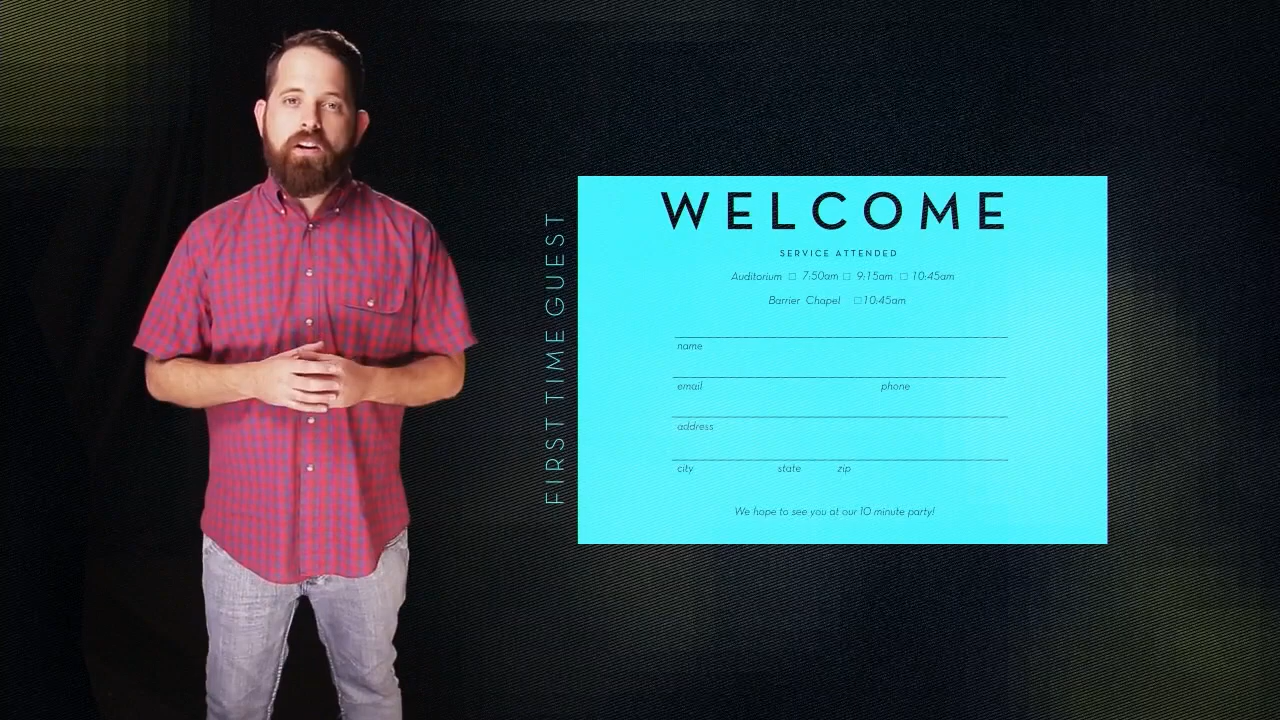 FIRST TIME GUEST
WELCOME
SERVICE ATTENDED
Auditorium □ 7:50am □ 9:15am □ 10:45am
Barrier Chapel □ 10:45am
name
email phone
address
city state zip
We hope to see you at our 10 minute party!